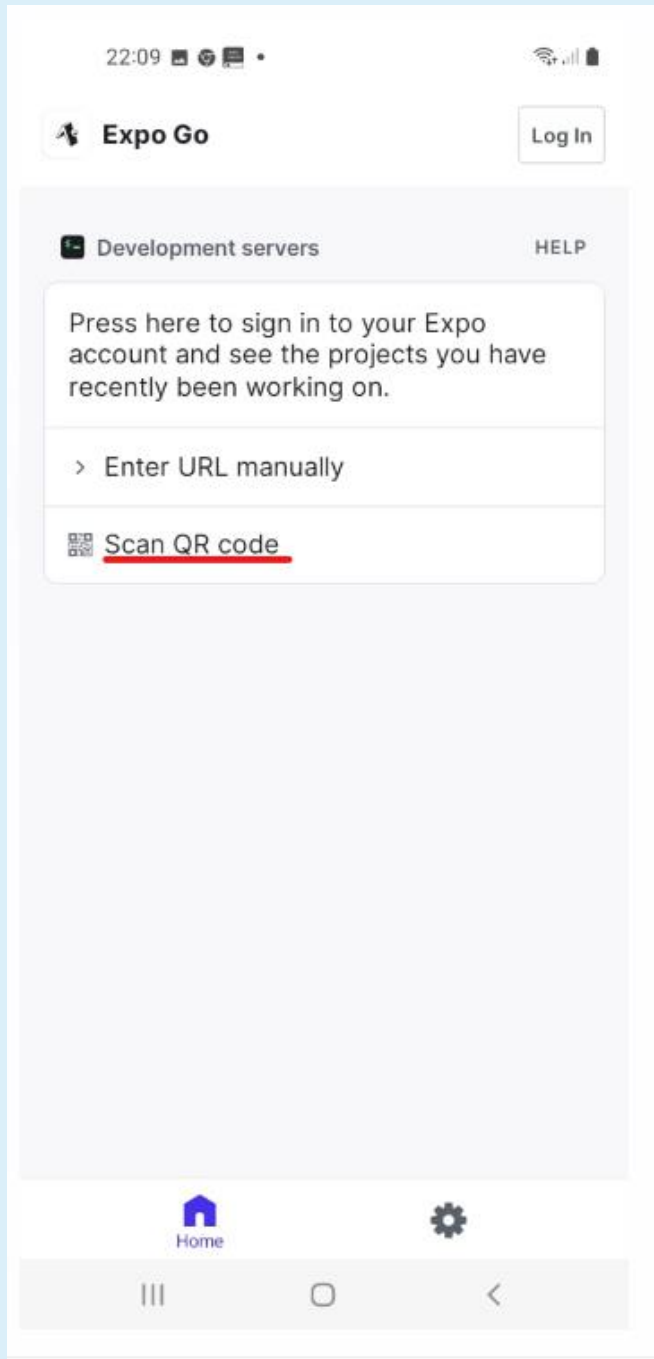 22:09
Expo Go
Log In
Development servers
HELP
Press here to sign in to your Expo
account and see the projects you have
recently been working on.
> Enter URL manually
Scan QR code
Home